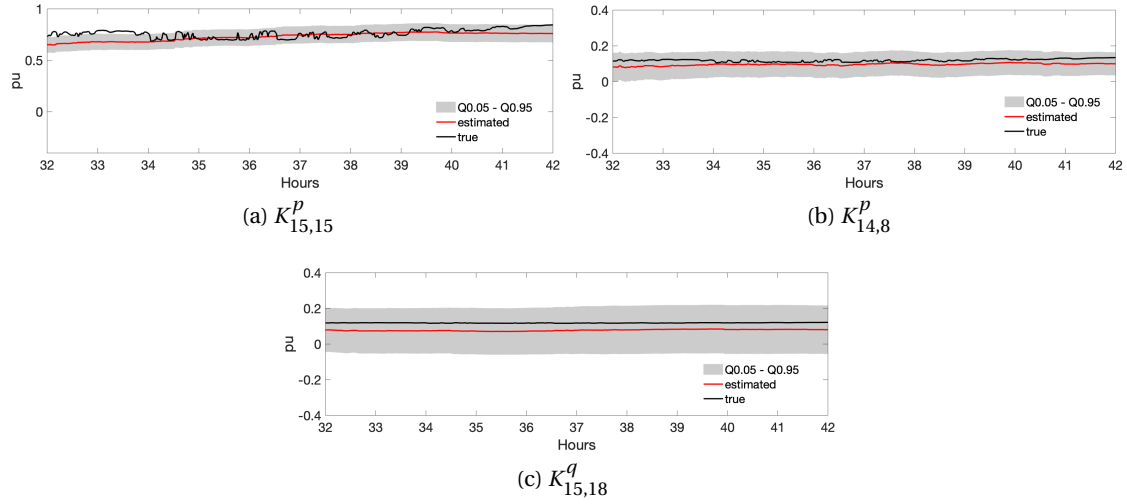 1
0.5
0
pu
Q0.05 - Q0.95
estimated
true
32 33 34 35 36 37 38 39 40 41 42
Hours
(a) K^p_{15,15}
0.4
0.2
0
-0.2
-0.4
pu
Q0.05 - Q0.95
estimated
true
32 33 34 35 36 37 38 39 40 41 42
Hours
(b) K^p_{14,8}
0.4
0.2
0
-0.2
-0.4
pu
Q0.05 - Q0.95
estimated
true
32 33 34 35 36 37 38 39 40 41 42
Hours
(c) K^q_{15,18}